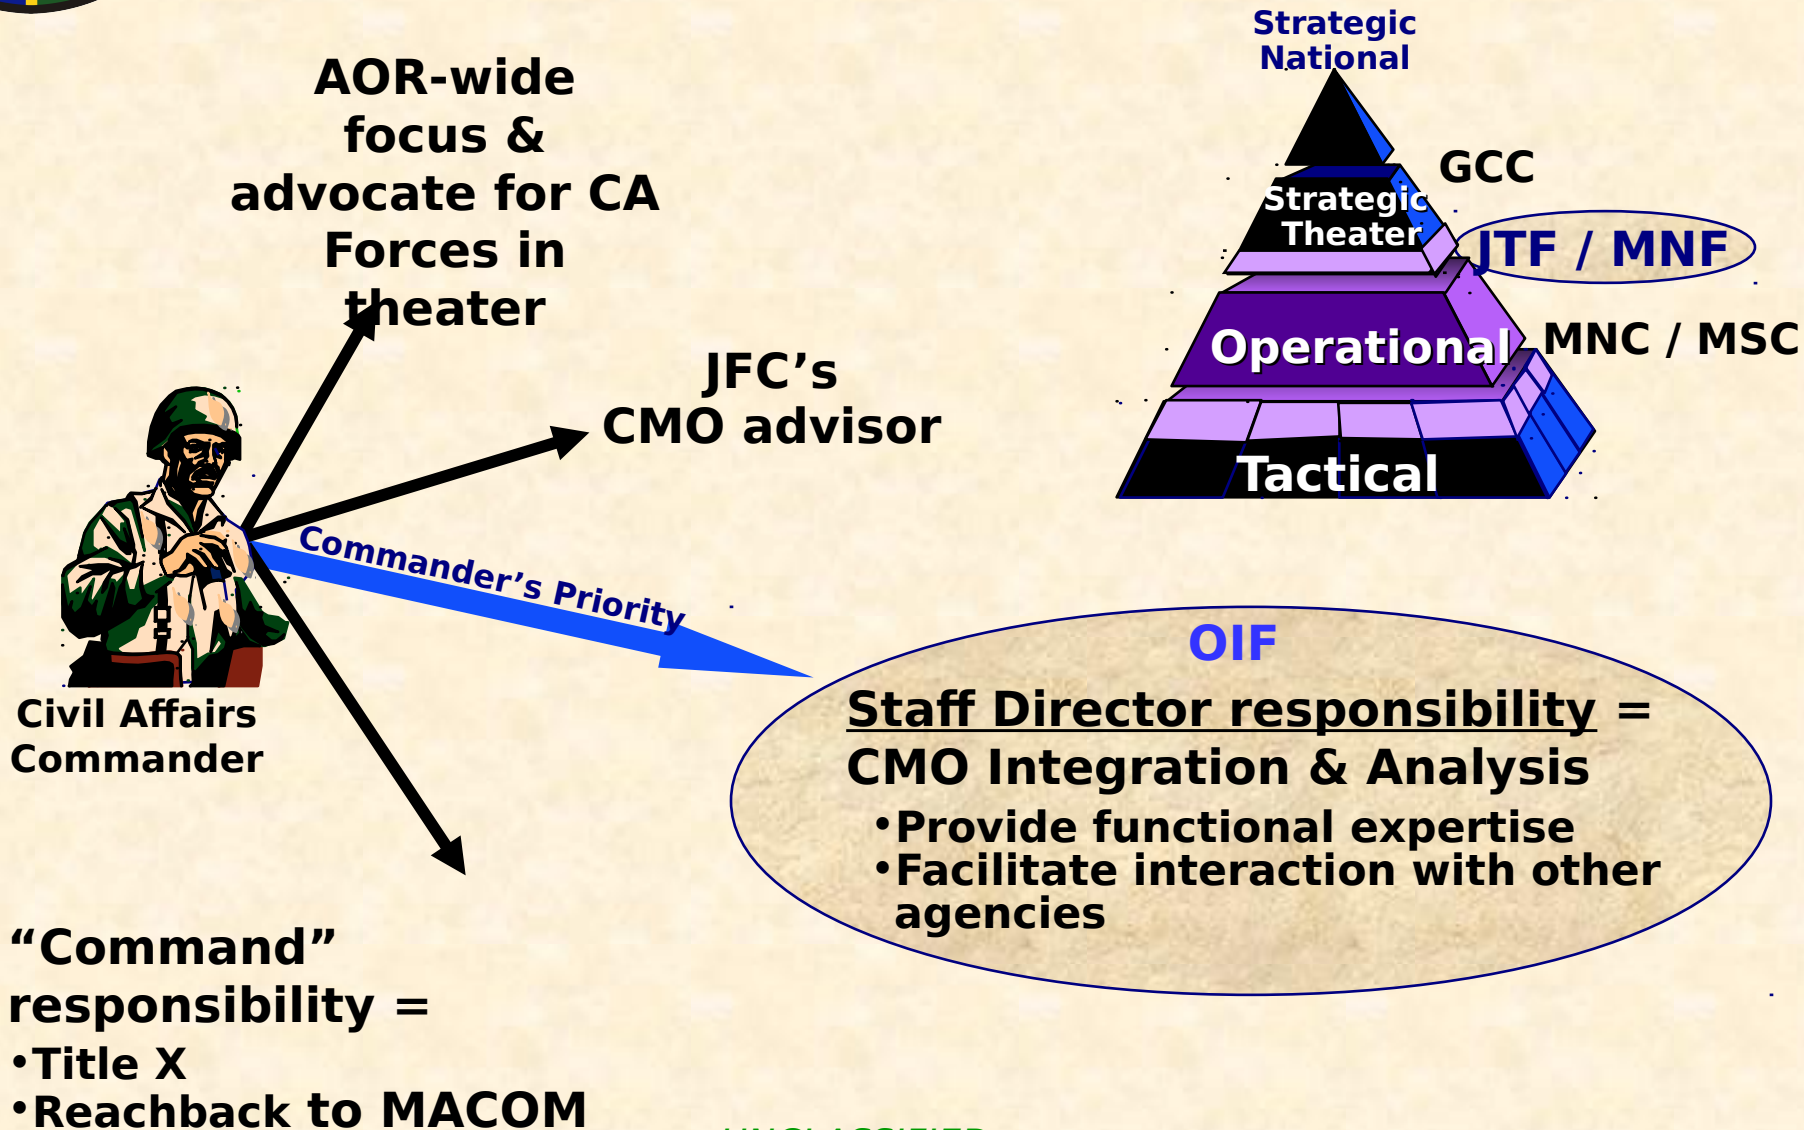 Strategic
National
AOR-wide
focus &
advocate for CA
Forces in
theater
GCC
Strategic
Theater
JTF / MNF
Operational
MNC / MSC
JFC’s
CMO advisor
Tactical
Commander’s Priority
Civil Affairs
Commander
OIF
Staff Director responsibility =
CMO Integration & Analysis
•Provide functional expertise
•Facilitate interaction with other
agencies
“Command”
responsibility =
•Title X
•Reachback to MACOM
UNCLASSIFIED